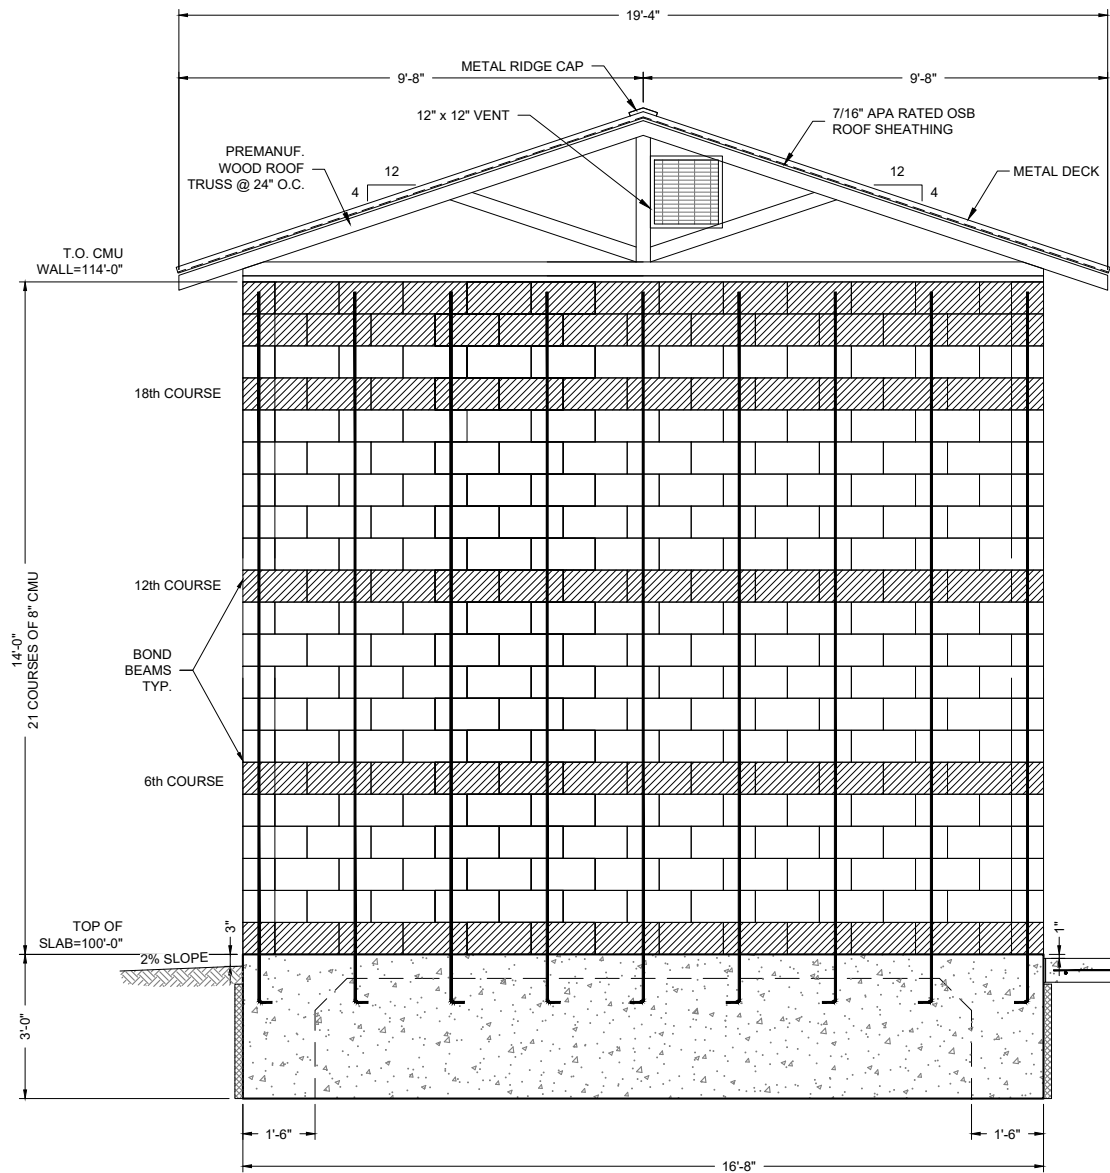 19'-4"
9'-8"
METAL RIDGE CAP
9'-8"
12" x 12" VENT
7/16" APA RATED OSB
ROOF SHEATHING
PREMANUF.
WOOD ROOF
TRUSS @ 24" O.C.
12
4
12
4
METAL DECK
T.O. CMU
WALL=114'-0"
18th COURSE
12th COURSE
14'-0"
21 COURSES OF 8" CMU
BOND
BEAMS
TYP.
6th COURSE
TOP OF
SLAB=100'-0"
3"
1"
2% SLOPE
3'-0"
1'-6"
1'-6"
16'-8"